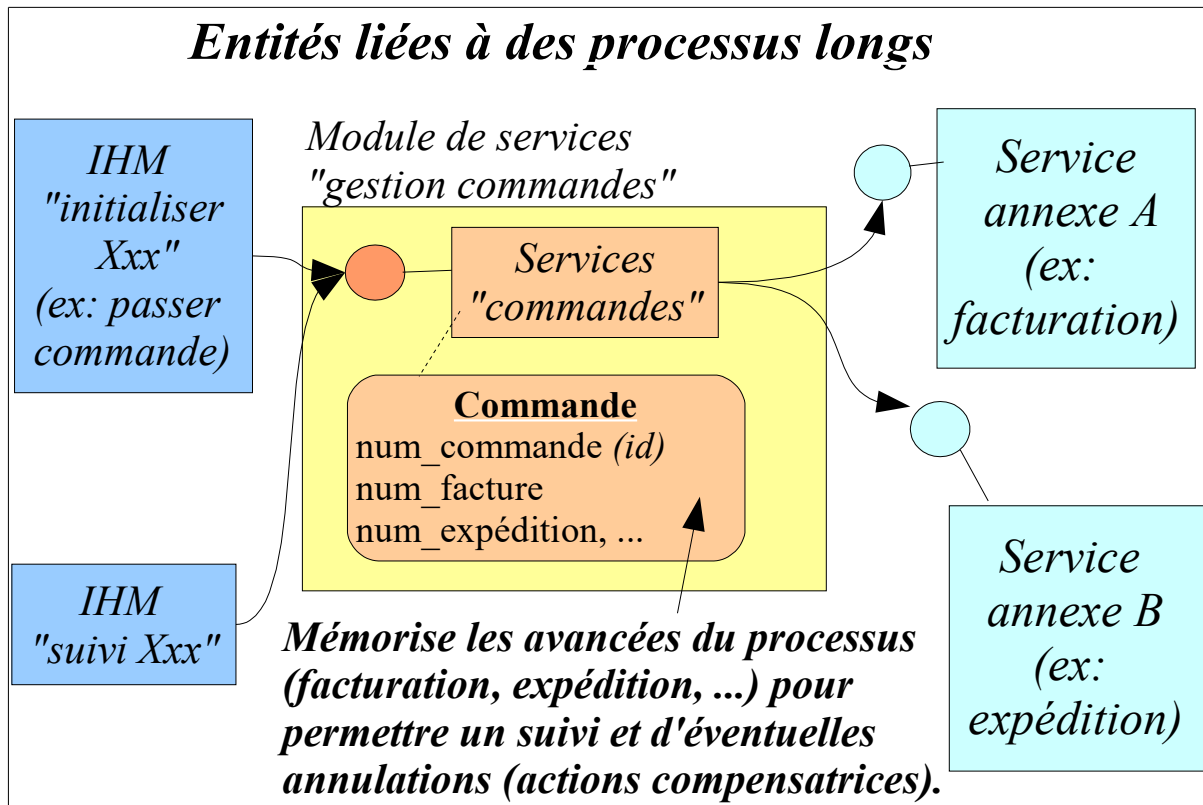 Entités liées à des processus longs
IHM
"initialiser
Xxx"
(ex: passer
commande)
IHM
"suivi Xxx"
Module de services
"gestion commandes"
Services
"commandes"
Commande
num_commande (id)
num_facture
num_expédition, ...
Mémorise les avancées du processus
(facturation, expédition, ...) pour
permettre un suivi et d'éventuelles
annulations (actions compensatrices).
Service
annexe A
(ex:
facturation)
Service
annexe B
(ex:
expédition)